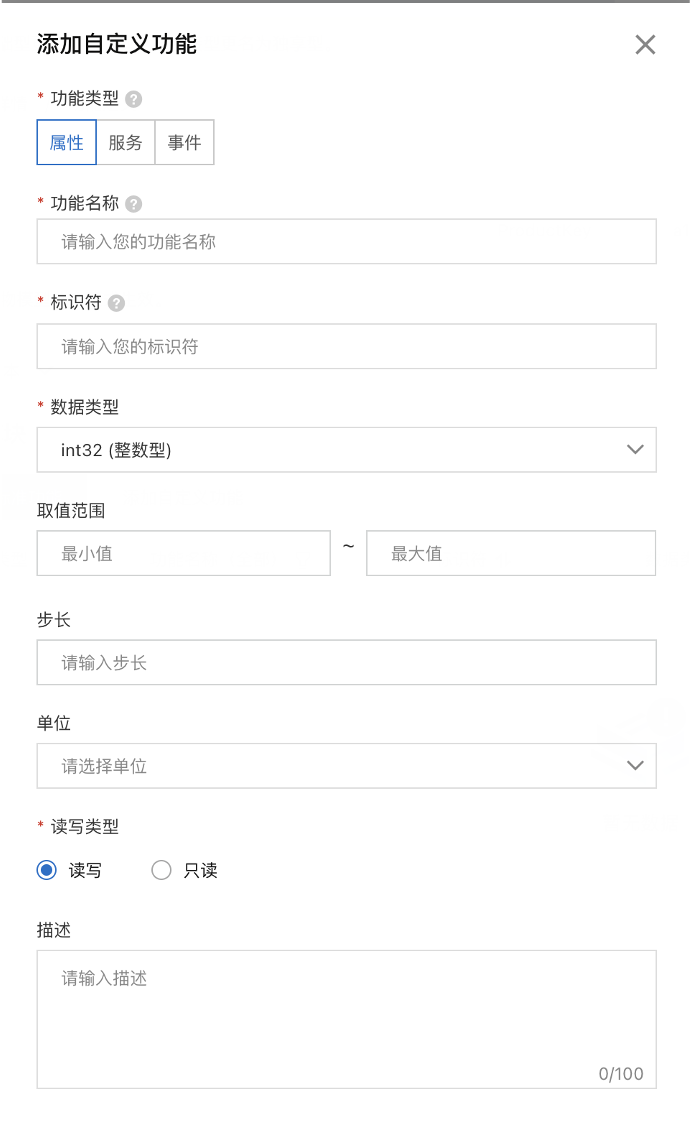 添加自定义功能
* 功能类型 ?
属性 服务 事件
* 功能名称 ?
请输入您的功能名称
* 标识符 ?
请输入您的标识符
* 数据类型
int32 (整数型)
取值范围
最小值 ~ 最大值
步长
请输入步长
单位
请选择单位
* 读写类型
读写 只读
描述
请输入描述
0/100